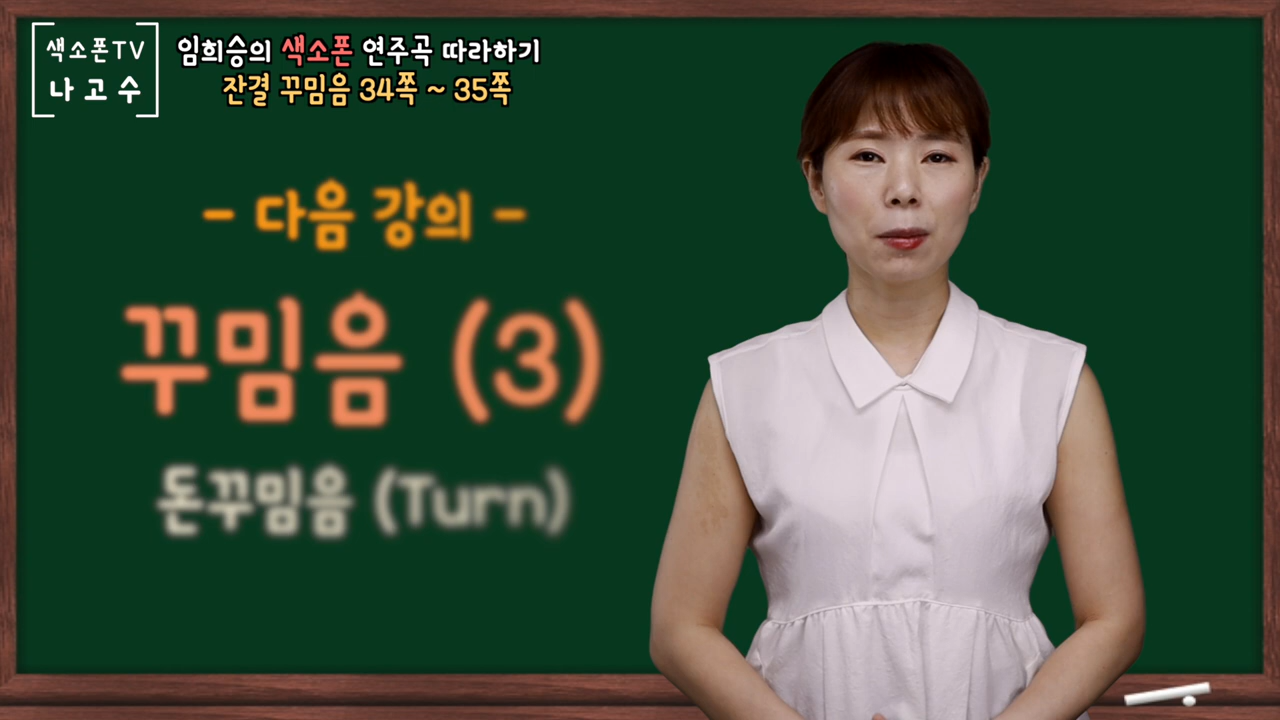 색소폰TV
나고수
임희승의 색소폰 연주곡 따라하기
잔결 꾸밈음 34쪽 ~ 35쪽
- 다음 강의 -
꾸밈음 (3)
돈꾸밈음 (Turn)